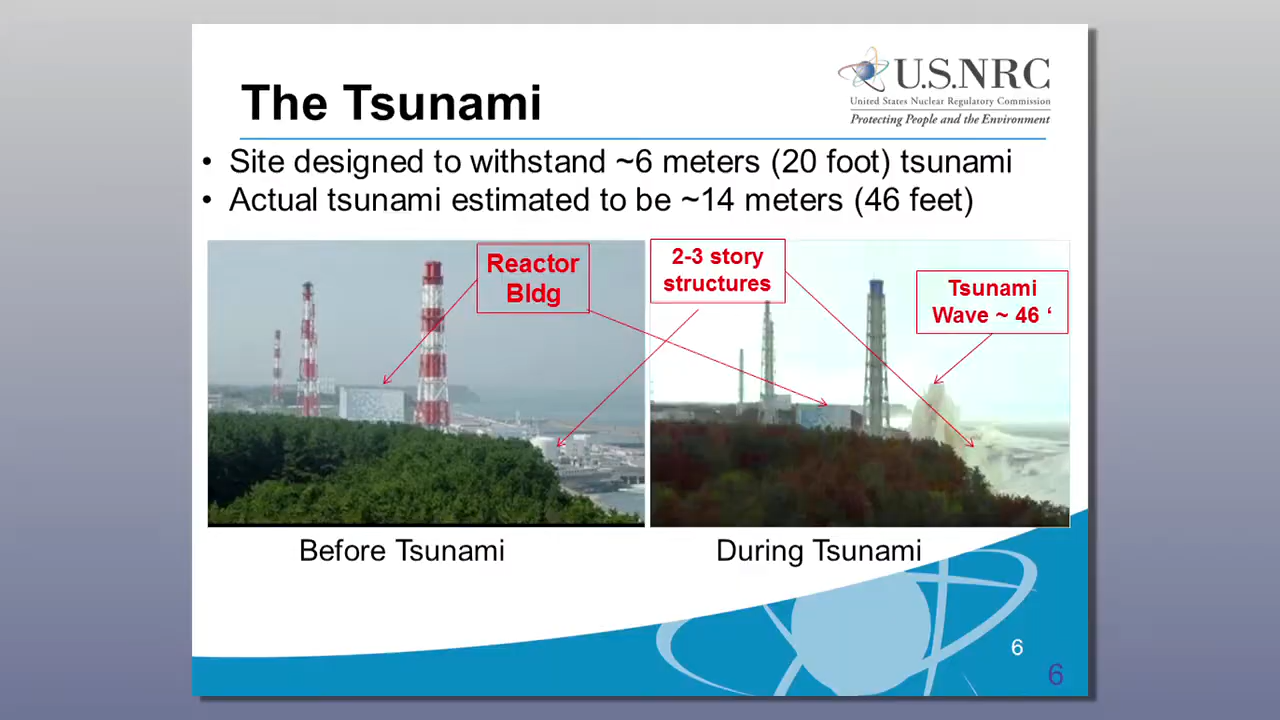 The Tsunami
U.S.NRC
United States Nuclear Regulatory Commission
Protecting People and the Environment
• Site designed to withstand ~6 meters (20 foot) tsunami
• Actual tsunami estimated to be ~14 meters (46 feet)
Reactor
Bldg
2-3 story
structures
Tsunami
Wave ~ 46 ‘
Before Tsunami
During Tsunami
6
6